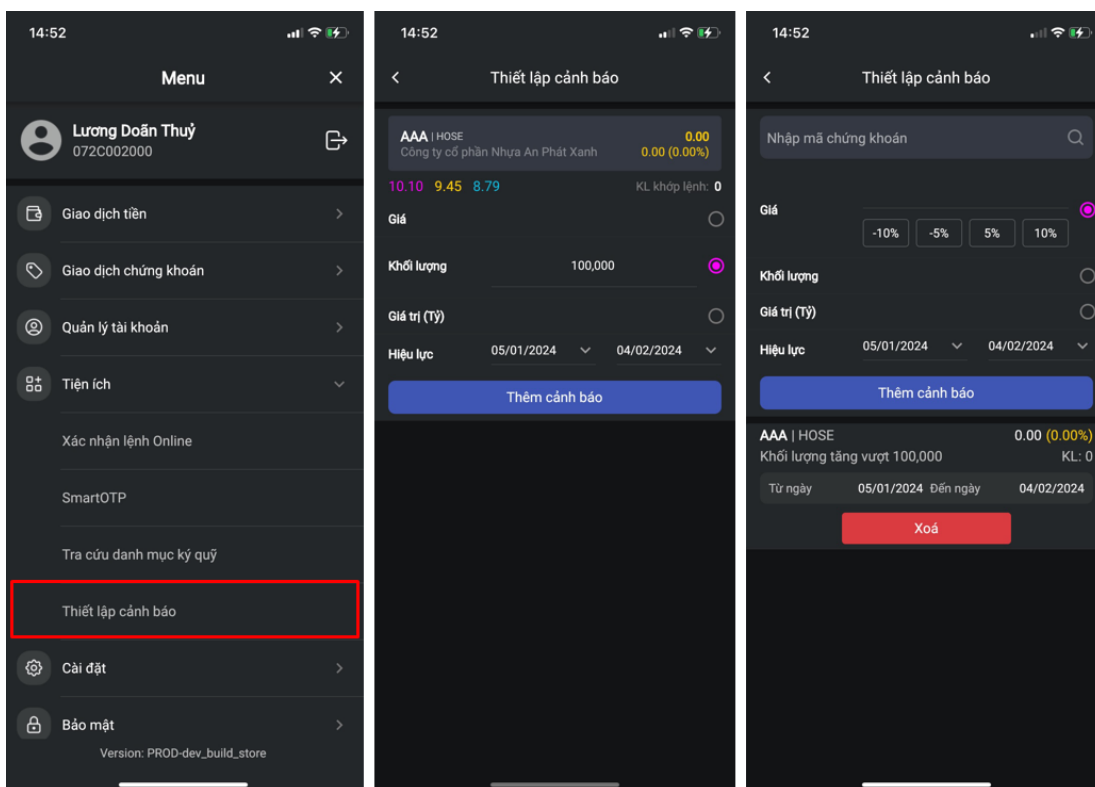 14:52
Menu
Lương Doãn Thuỷ
072C002000
Giao dịch tiền
Giao dịch chứng khoán
Quản lý tài khoản
Tiện ích
Xác nhận lệnh Online
SmartOTP
Tra cứu danh mục ký quỹ
Thiết lập cảnh báo
Cài đặt
Bảo mật
Version: PROD-dev_build_store
14:52
Thiết lập cảnh báo
AAA | HOSE 0.00
Công ty cổ phần Nhựa An Phát Xanh 0.00 (0.00%)
10.10 9.45 8.79 KL khớp lệnh: 0
Giá
Khối lượng 100,000
Giá trị (Tỷ)
Hiệu lực 05/01/2024 04/02/2024
Thêm cảnh báo
14:52
Thiết lập cảnh báo
Nhập mã chứng khoán
Giá
-10% -5% 5% 10%
Khối lượng
Giá trị (Tỷ)
Hiệu lực 05/01/2024 04/02/2024
Thêm cảnh báo
AAA | HOSE 0.00 (0.00%)
Khối lượng tăng vượt 100,000 KL: 0
Từ ngày 05/01/2024 Đến ngày 04/02/2024
Xoá